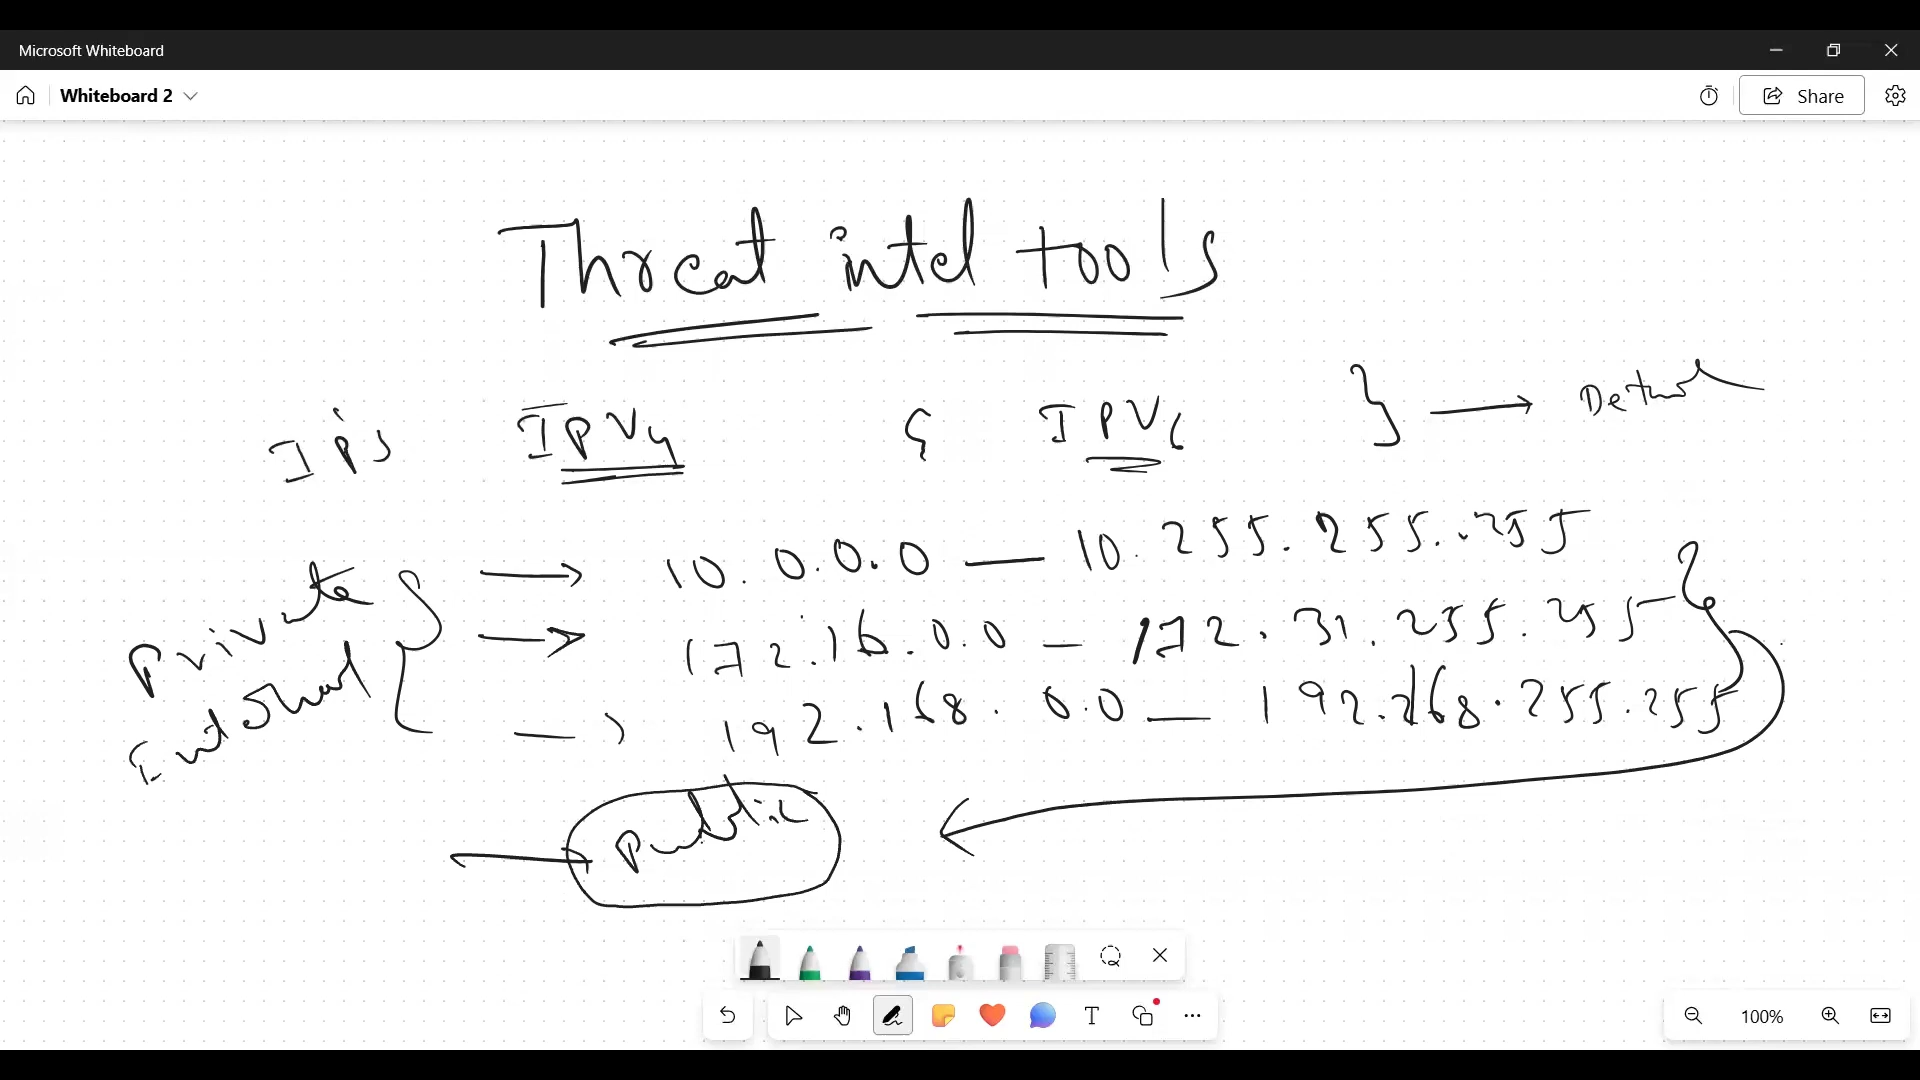 Microsoft Whiteboard
Whiteboard 2
Share
Threat intel tools
IPs IPV4 & IPV6 }
Private → 10.0.0.0 — 10.255.255.255
→ 172.16.0.0 — 172.31.255.255
→ 192.168.0.0 — 192.168.255.255
Public
100%